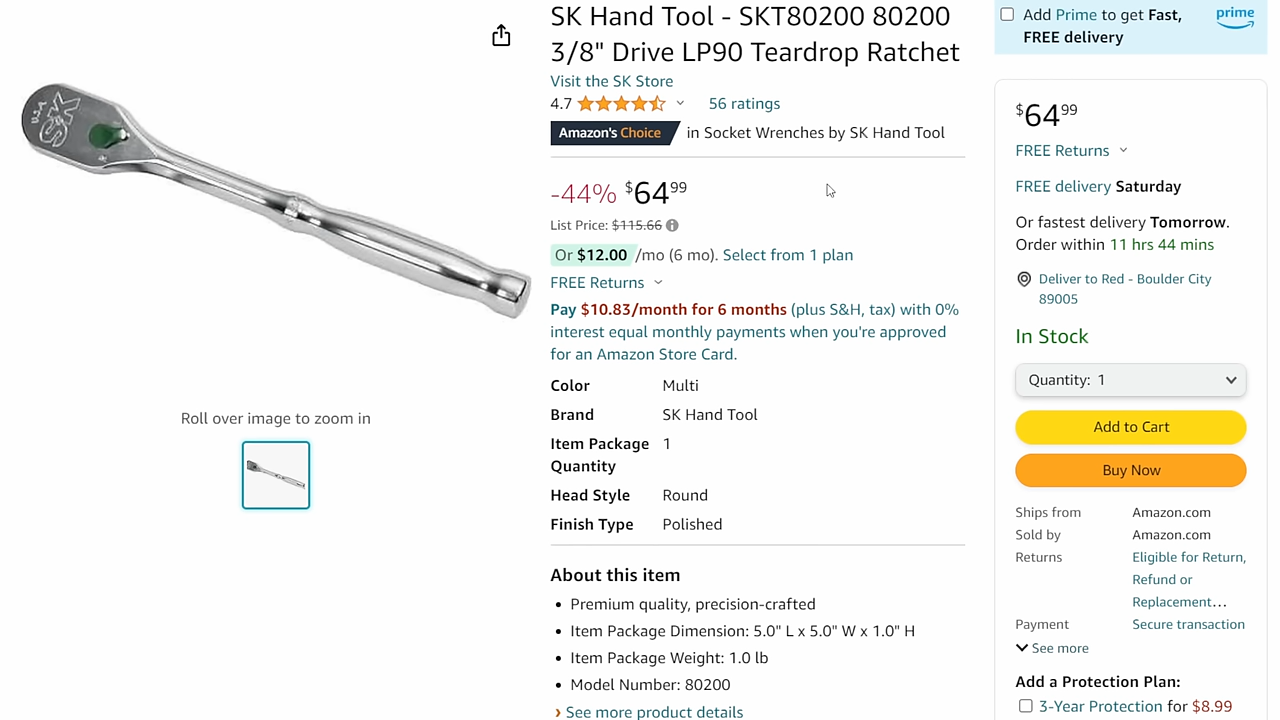 SK Hand Tool - SKT80200 80200
3/8" Drive LP90 Teardrop Ratchet
Visit the SK Store
4.7 56 ratings
Amazon's Choice in Socket Wrenches by SK Hand Tool
-44% $64 99
List Price: $115.66
Or $12.00 /mo (6 mo). Select from 1 plan
FREE Returns
Pay $10.83/month for 6 months (plus S&H, tax) with 0%
interest equal monthly payments when you're approved
for an Amazon Store Card.
Color Multi
Brand SK Hand Tool
Item Package 1
Quantity
Head Style Round
Finish Type Polished
About this item
• Premium quality, precision-crafted
• Item Package Dimension: 5.0" L x 5.0" W x 1.0" H
• Item Package Weight: 1.0 lb
• Model Number: 80200
› See more product details
U.S.A
SK
Roll over image to zoom in
Add Prime to get Fast,
FREE delivery
prime
$64 99
FREE Returns
FREE delivery Saturday
Or fastest delivery Tomorrow.
Order within 11 hrs 44 mins
Deliver to Red - Boulder City
89005
In Stock
Quantity: 1
Add to Cart
Buy Now
Ships from Amazon.com
Sold by Amazon.com
Returns Eligible for Return,
Refund or
Replacement…
Payment Secure transaction
See more
Add a Protection Plan:
3-Year Protection for $8.99